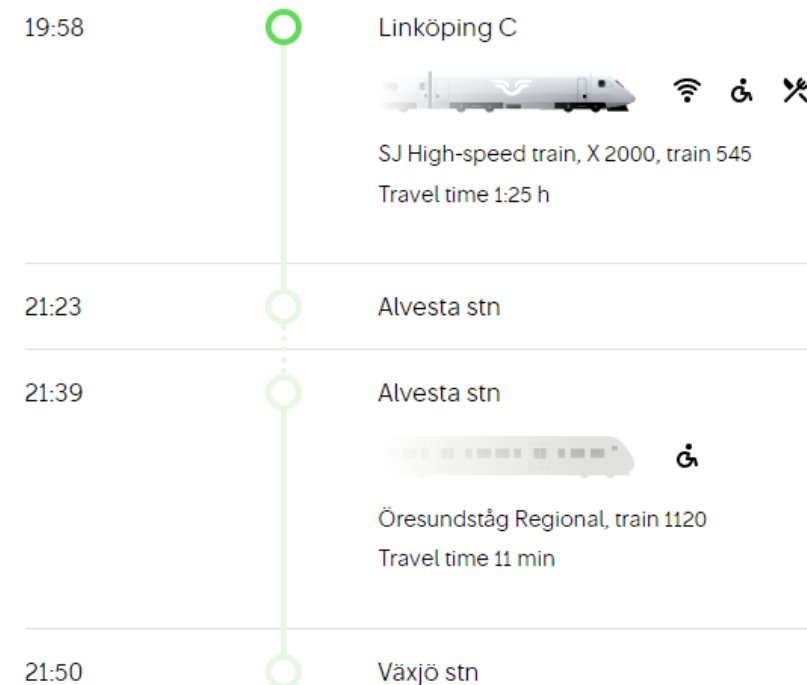 19:58 Linköping C
SJ High-speed train, X 2000, train 545
Travel time 1:25 h
21:23 Alvesta stn
21:39 Alvesta stn
Öresundståg Regional, train 1120
Travel time 11 min
21:50 Växjö stn